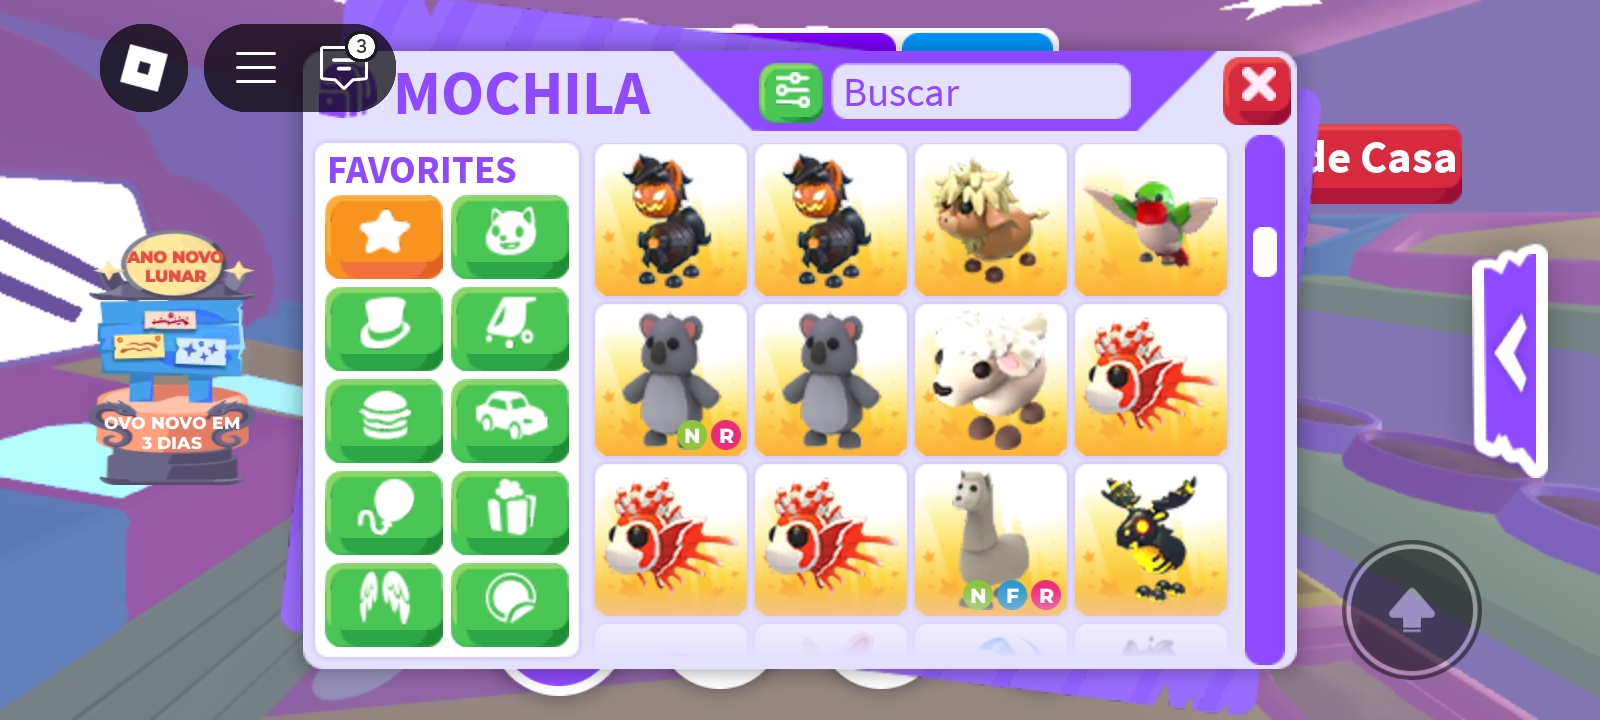 3
MOCHILA
Buscar
FAVORITES
de Casa
ANO NOVO
LUNAR
OVO NOVO EM
3 DIAS
N R
N F R